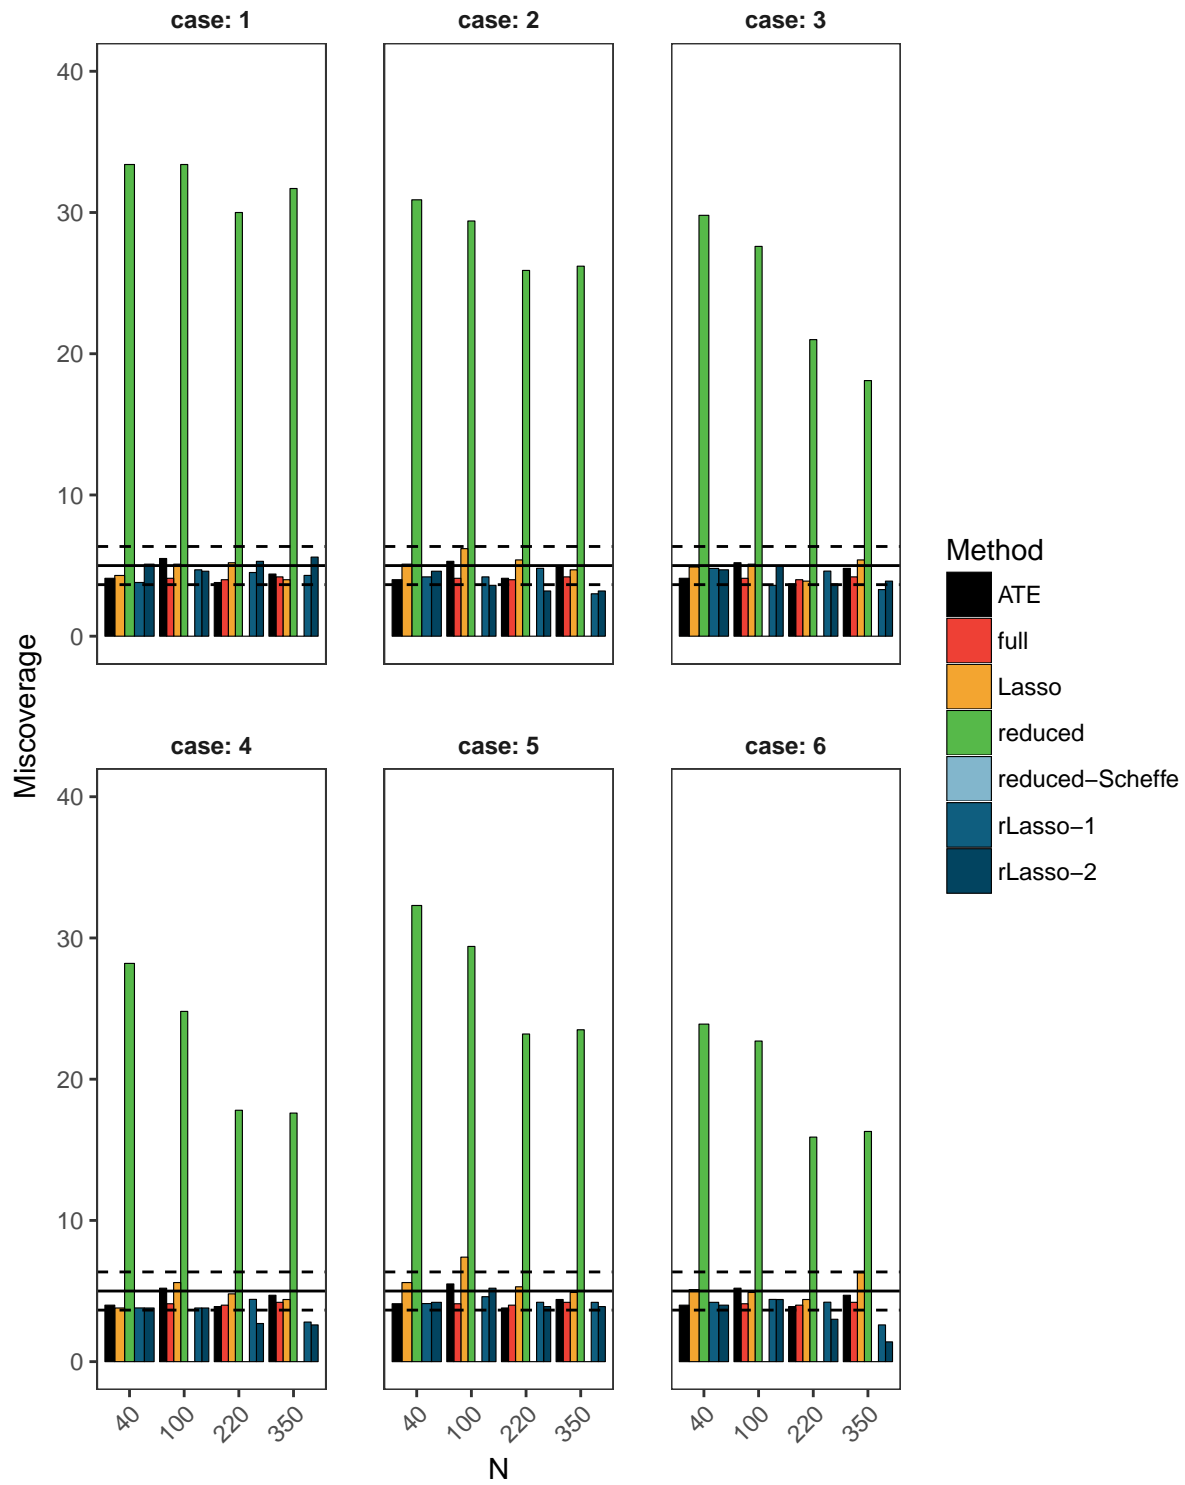 case: 1
case: 2
case: 3
40
30
20
10
0
Miscoverage
case: 4
case: 5
case: 6
40
30
20
10
0
40
100
220
350
40
100
220
350
40
100
220
350
N
Method
ATE
full
Lasso
reduced
reduced−Scheffe
rLasso−1
rLasso−2